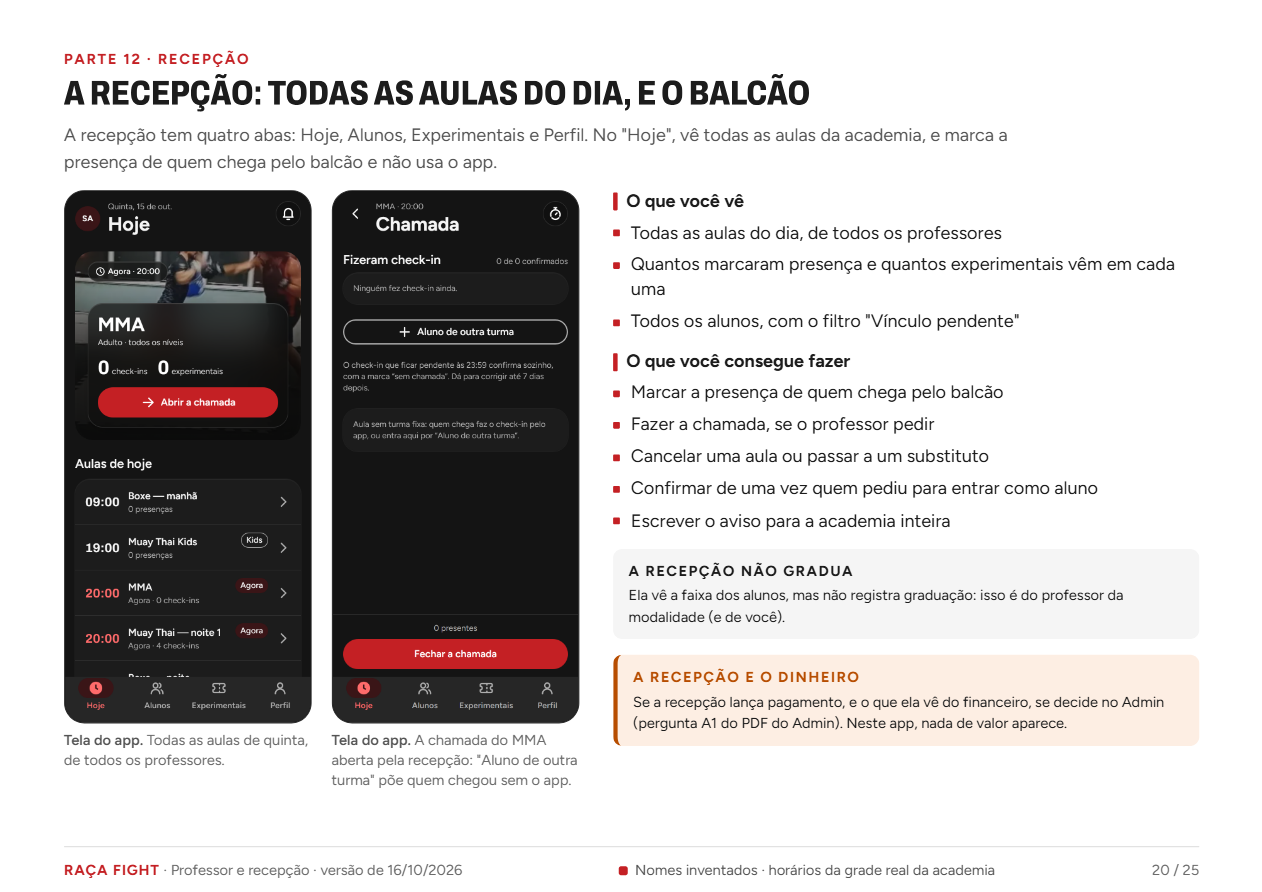 PARTE 12 · RECEPÇÃO
A RECEPÇÃO: TODAS AS AULAS DO DIA, E O BALCÃO
A recepção tem quatro abas: Hoje, Alunos, Experimentais e Perfil. No "Hoje", vê todas as aulas da academia, e marca a
presença de quem chega pelo balcão e não usa o app.
SA
Quinta, 15 de out.
Hoje
Agora · 20:00
MMA
Adulto · todos os níveis
0 check-ins 0 experimentais
Abrir a chamada
Aulas de hoje
09:00 Boxe — manhã
0 presenças
19:00 Muay Thai Kids Kids
0 presenças
20:00 MMA Agora
Agora · 0 check-ins
20:00 Muay Thai — noite 1 Agora
Agora · 4 check-ins
Hoje Alunos Experimentais Perfil
Tela do app. Todas as aulas de quinta,
de todos os professores.
MMA · 20:00
Chamada
Fizeram check-in 0 de 0 confirmados
Ninguém fez check-in ainda.
Aluno de outra turma
O check-in que ficar pendente às 23:59 confirma sozinho,
com a marca "sem chamada". Dá para corrigir até 7 dias
depois.
Aula sem turma fixa: quem chega faz o check-in pelo
app, ou entra aqui por "Aluno de outra turma".
0 presentes
Fechar a chamada
Hoje Alunos Experimentais Perfil
Tela do app. A chamada do MMA
aberta pela recepção: "Aluno de outra
turma" põe quem chegou sem o app.
O que você vê
Todas as aulas do dia, de todos os professores
Quantos marcaram presença e quantos experimentais vêm em cada
uma
Todos os alunos, com o filtro "Vínculo pendente"
O que você consegue fazer
Marcar a presença de quem chega pelo balcão
Fazer a chamada, se o professor pedir
Cancelar uma aula ou passar a um substituto
Confirmar de uma vez quem pediu para entrar como aluno
Escrever o aviso para a academia inteira
A RECEPÇÃO NÃO GRADUA
Ela vê a faixa dos alunos, mas não registra graduação: isso é do professor da
modalidade (e de você).
A RECEPÇÃO E O DINHEIRO
Se a recepção lança pagamento, e o que ela vê do financeiro, se decide no Admin
(pergunta A1 do PDF do Admin). Neste app, nada de valor aparece.
RAÇA FIGHT · Professor e recepção · versão de 16/10/2026
Nomes inventados · horários da grade real da academia
20 / 25